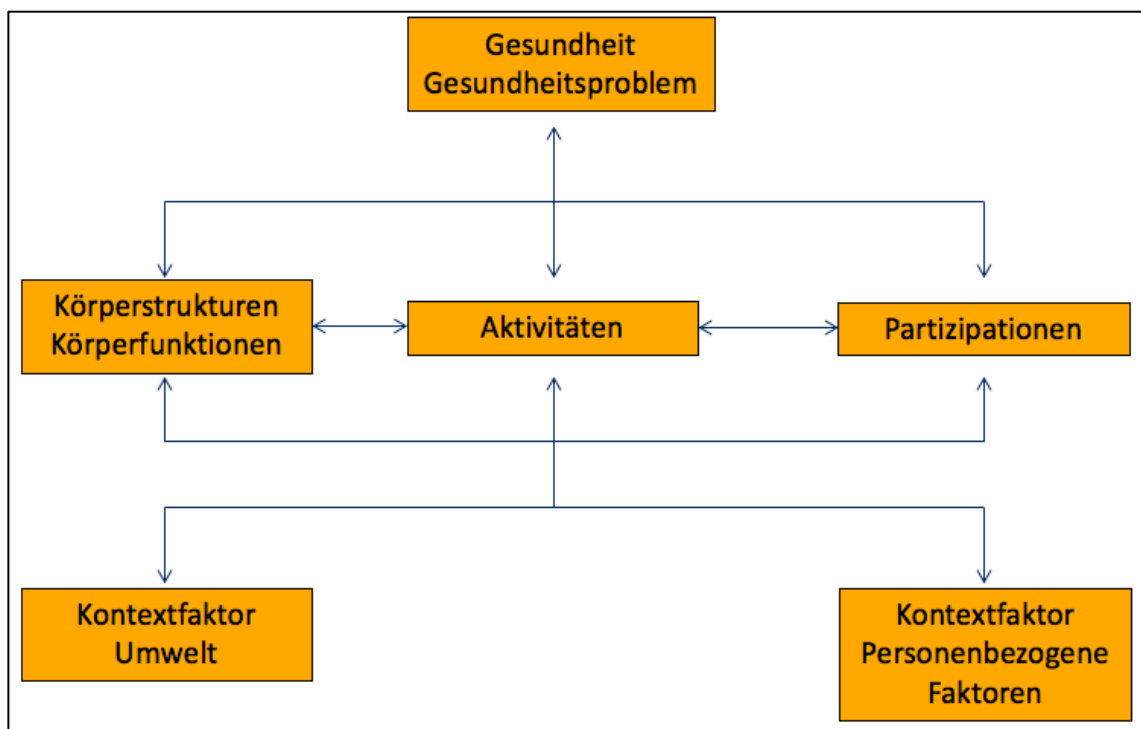 Gesundheit
Gesundheitsproblem
Körperstrukturen
Körperfunktionen
Aktivitäten
Partizipationen
Kontextfaktor
Umwelt
Kontextfaktor
Personenbezogene
Faktoren